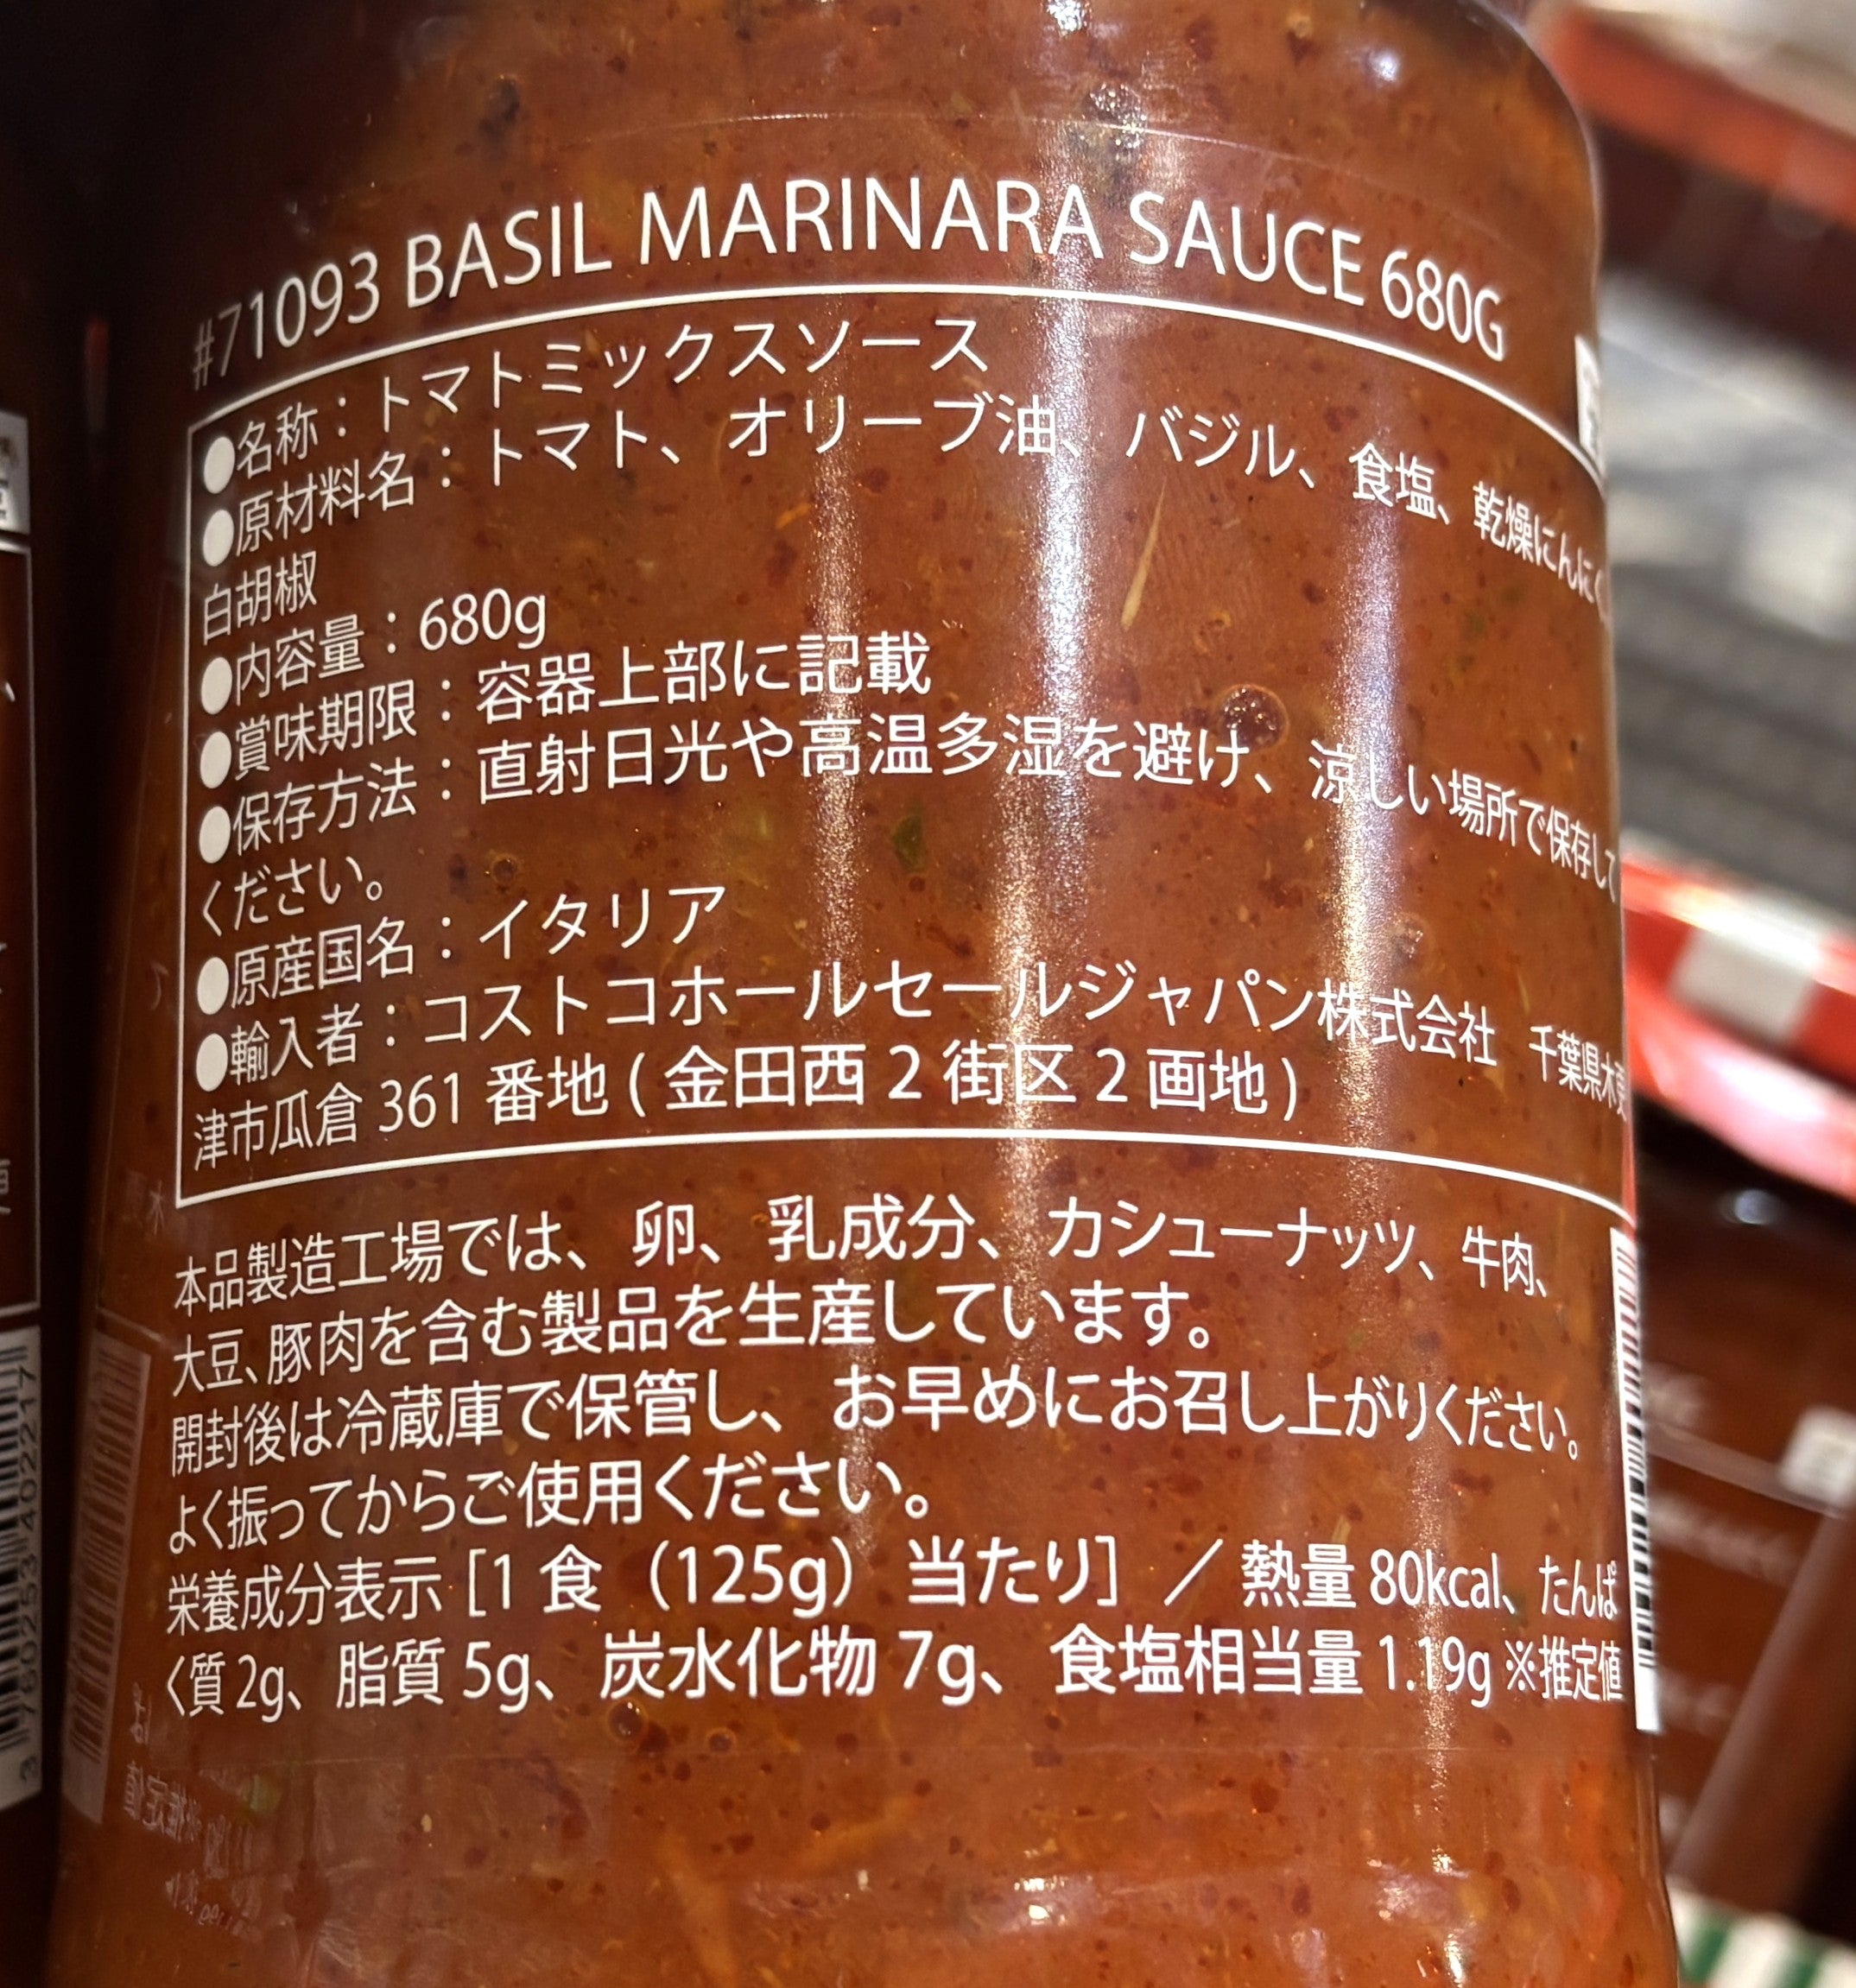 #71093 BASIL MARINARA SAUCE 680G
●名称：トマトミックスソース
●原材料名：トマト、オリーブ油、バジル、食塩、乾燥にんにく
白胡椒
●内容量：680g
●賞味期限：容器上部に記載
●保存方法：直射日光や高温多湿を避け、涼しい場所で保存して
ください。
●原産国名：イタリア
●輸入者：コストコホールセールジャパン株式会社　千葉県木更
津市瓜倉 361 番地 ( 金田西 2 街区 2 画地 )
本品製造工場では、卵、乳成分、カシューナッツ、牛肉、
大豆、豚肉を含む製品を生産しています。
開封後は冷蔵庫で保管し、お早めにお召し上がりください。
よく振ってからご使用ください。
栄養成分表示 [1 食（125g）当たり] ／ 熱量 80kcal、たんぱ
く質 2g、脂質 5g、炭水化物 7g、食塩相当量 1.19g ※推定値